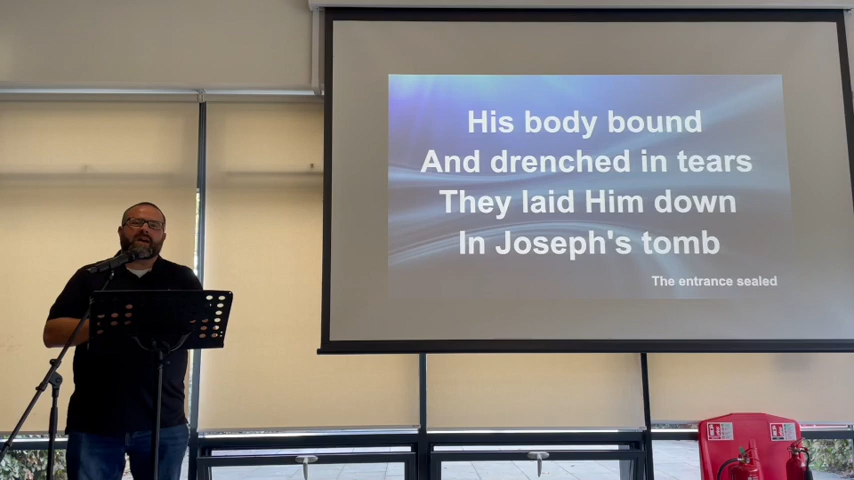 His body bound
And drenched in tears
They laid Him down
In Joseph's tomb
The entrance sealed